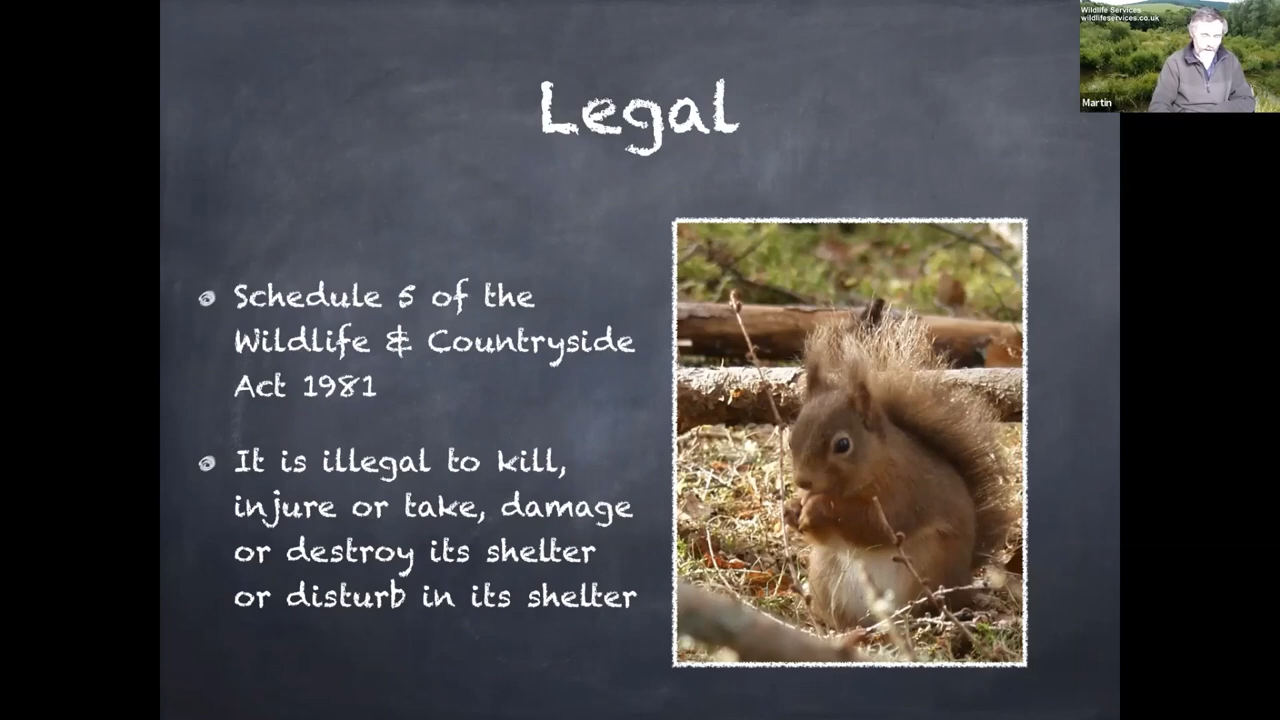 Legal
Schedule 5 of the
Wildlife & Countryside
Act 1981
It is illegal to kill,
injure or take, damage
or destroy its shelter
or disturb in its shelter
Wildlife Services
wildlifeservices.co.uk
Martin